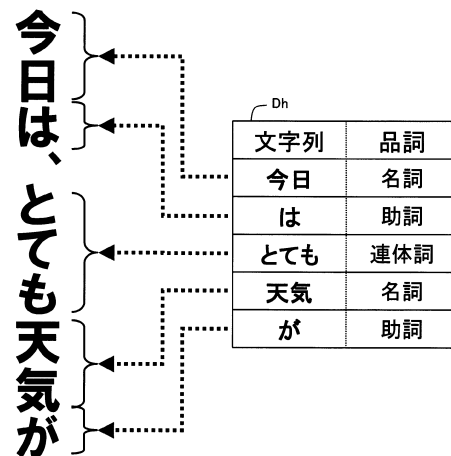 今日は、とても天気が
Dh
文字列 品詞
今日 名詞
は 助詞
とても 連体詞
天気 名詞
が 助詞